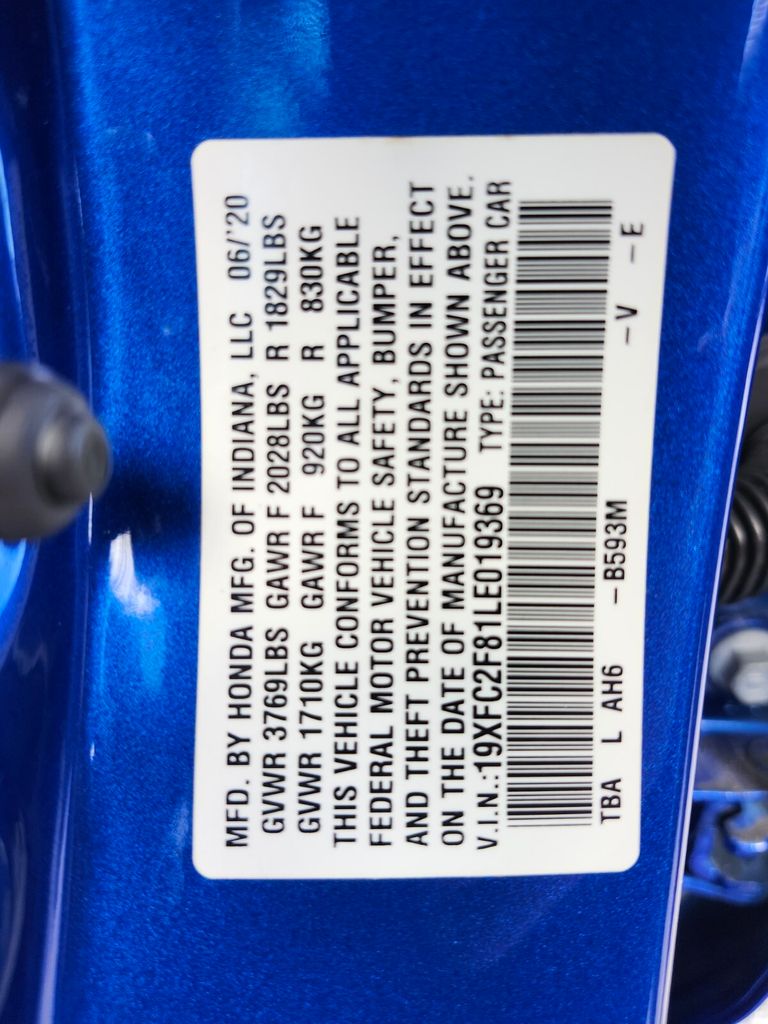 MFD. BY HONDA MFG. OF INDIANA, LLC 06/'20
GVWR 3769LBS GAWR F 2028LBS R 1829LBS
GVWR 1710KG GAWR F 920KG R 830KG
THIS VEHICLE CONFORMS TO ALL APPLICABLE
FEDERAL MOTOR VEHICLE SAFETY, BUMPER,
AND THEFT PREVENTION STANDARDS IN EFFECT
ON THE DATE OF MANUFACTURE SHOWN ABOVE.
V.I.N.:19XFC2F81LE019369 TYPE: PASSENGER CAR
TBA L AH6 -B593M -V -E